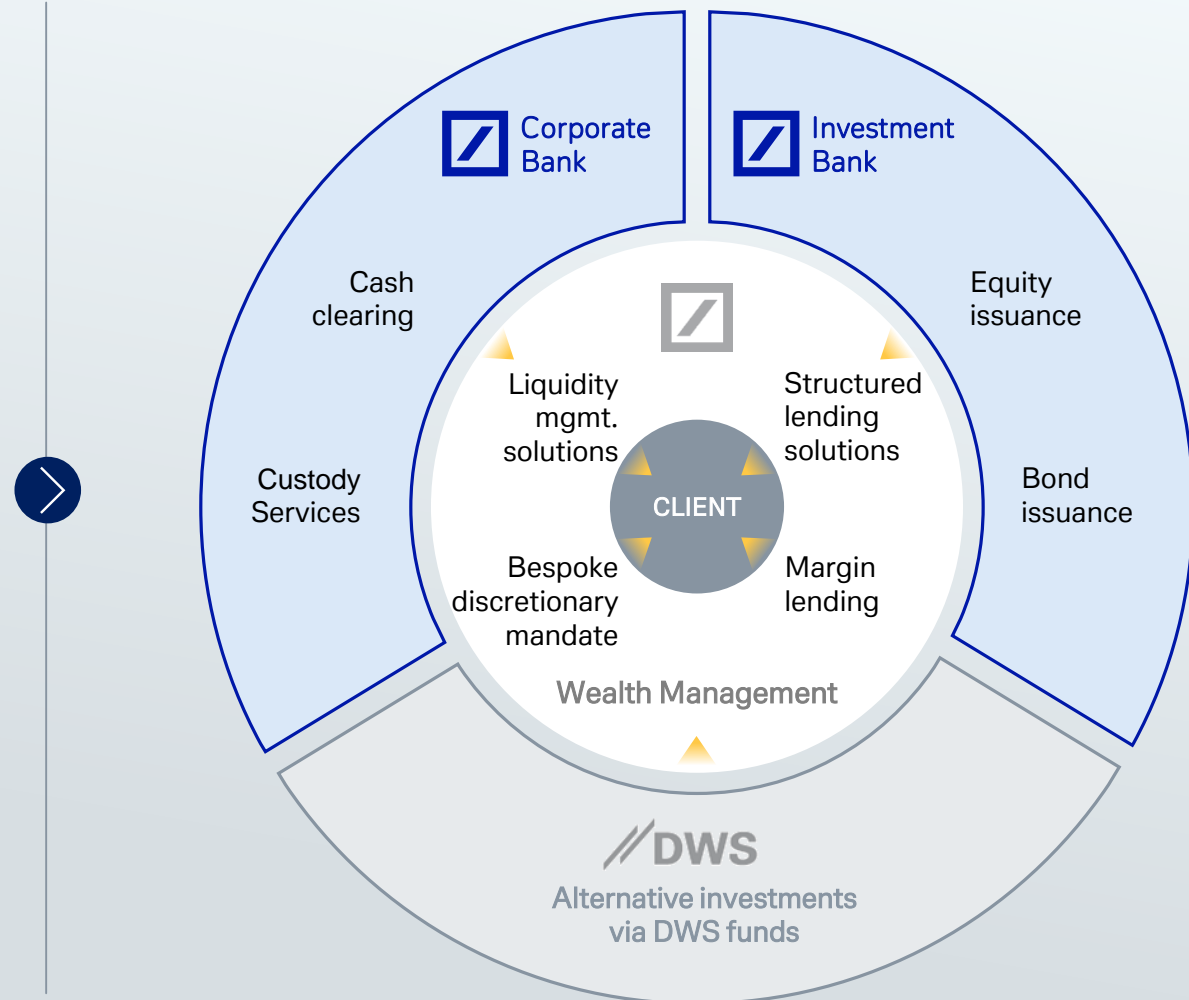 Corporate
Bank
Investment
Bank
Cash
clearing
Equity
issuance
Liquidity
mgmt.
solutions
Structured
lending
solutions
Custody
Services
CLIENT
Bond
issuance
Bespoke
discretionary
mandate
Margin
lending
Wealth Management
DWS
Alternative investments
via DWS funds